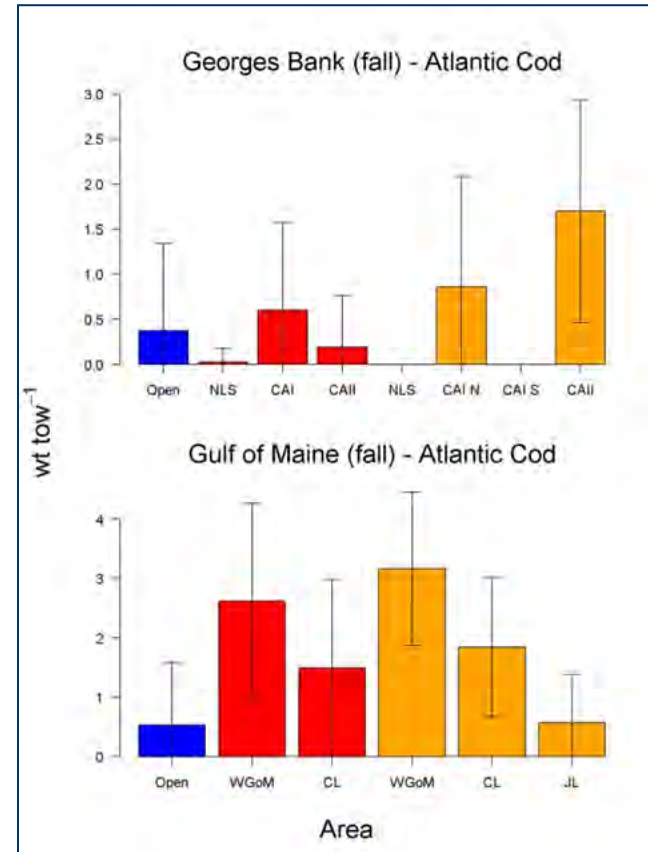 Georges Bank (fall) - Atlantic Cod
3.0
2.5
2.0
1.5
1.0
0.5
0.0
Open NLS CAI CAII NLS CAI N CAI S CAII
wt tow⁻¹
Gulf of Maine (fall) - Atlantic Cod
4
3
2
1
0
Open WGoM CL WGoM CL JL
Area